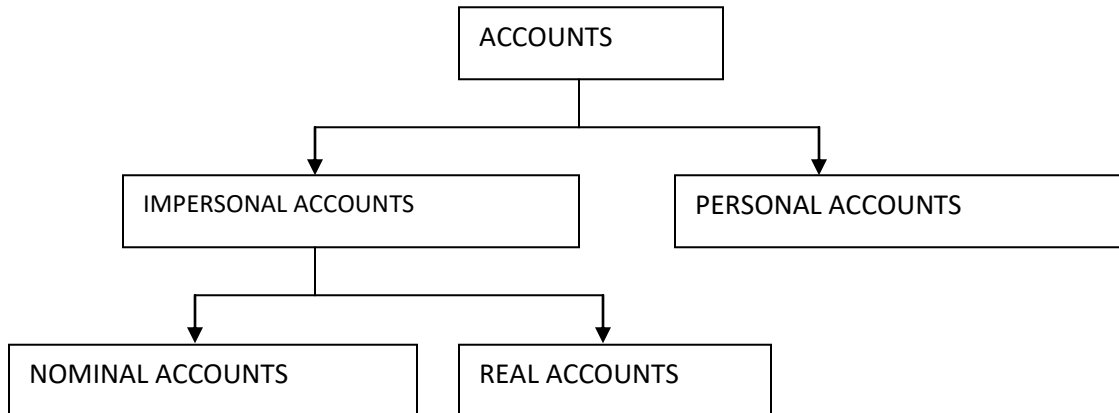 ACCOUNTS
IMPERSONAL ACCOUNTS
PERSONAL ACCOUNTS
NOMINAL ACCOUNTS
REAL ACCOUNTS